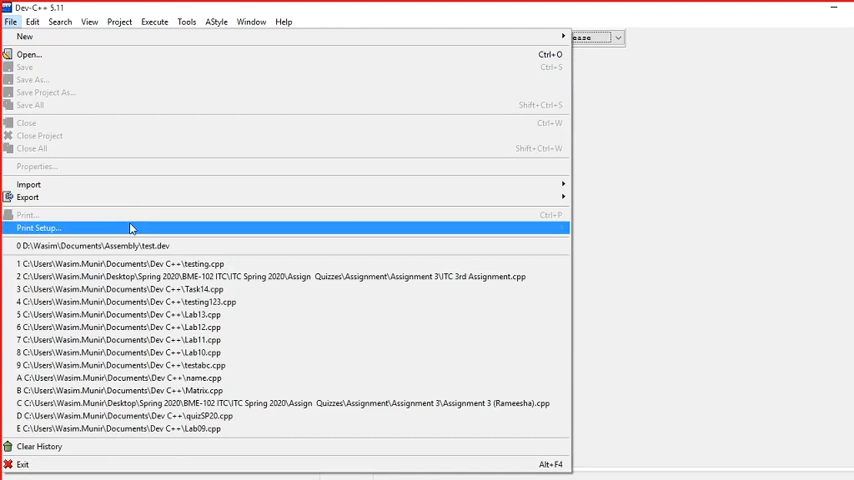 Dev-C++ 5.11
File Edit Search View Project Execute Tools AStyle Window Help
New
Open... Ctrl+O
Save Ctrl+S
Save As...
Save Project As...
Save All Shift+Ctrl+S
Close Ctrl+W
Close Project
Close All Shift+Ctrl+W
Properties...
Import
Export
Print... Ctrl+P
Print Setup...
0 D:\Wasim\Documents\Assembly\test.dev
1 C:\Users\Wasim.Munir\Documents\Dev C++\testing.cpp
2 C:\Users\Wasim.Munir\Desktop\Spring 2020\BME-102 ITC\ITC Spring 2020\Assign Quizzes\Assignment\Assignment 3\ITC 3rd Assignment.cpp
3 C:\Users\Wasim.Munir\Documents\Dev C++\Task14.cpp
4 C:\Users\Wasim.Munir\Documents\Dev C++\testing123.cpp
5 C:\Users\Wasim.Munir\Documents\Dev C++\Lab13.cpp
6 C:\Users\Wasim.Munir\Documents\Dev C++\Lab12.cpp
7 C:\Users\Wasim.Munir\Documents\Dev C++\Lab11.cpp
8 C:\Users\Wasim.Munir\Documents\Dev C++\Lab10.cpp
9 C:\Users\Wasim.Munir\Documents\Dev C++\testabc.cpp
A C:\Users\Wasim.Munir\Documents\Dev C++\name.cpp
B C:\Users\Wasim.Munir\Documents\Dev C++\Matrix.cpp
C C:\Users\Wasim.Munir\Desktop\Spring 2020\BME-102 ITC\ITC Spring 2020\Assign Quizzes\Assignment\Assignment 3\Assignment 3 (Rameesha).cpp
D C:\Users\Wasim.Munir\Documents\Dev C++\quizSP20.cpp
E C:\Users\Wasim.Munir\Documents\Dev C++\Lab09.cpp
Clear History
Exit Alt+F4